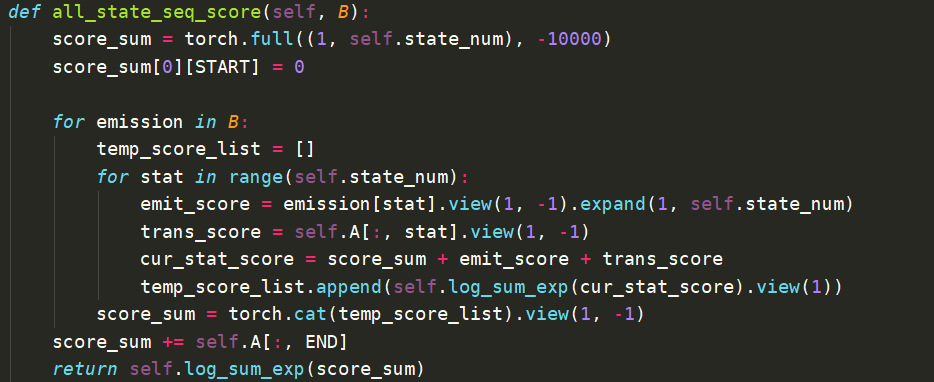 def all_state_seq_score(self, B):
    score_sum = torch.full((1, self.state_num), -10000)
    score_sum[0][START] = 0

    for emission in B:
        temp_score_list = []
        for stat in range(self.state_num):
            emit_score = emission[stat].view(1, -1).expand(1, self.state_num)
            trans_score = self.A[:, stat].view(1, -1)
            cur_stat_score = score_sum + emit_score + trans_score
            temp_score_list.append(self.log_sum_exp(cur_stat_score).view(1))
        score_sum = torch.cat(temp_score_list).view(1, -1)
    score_sum += self.A[:, END]
    return self.log_sum_exp(score_sum)